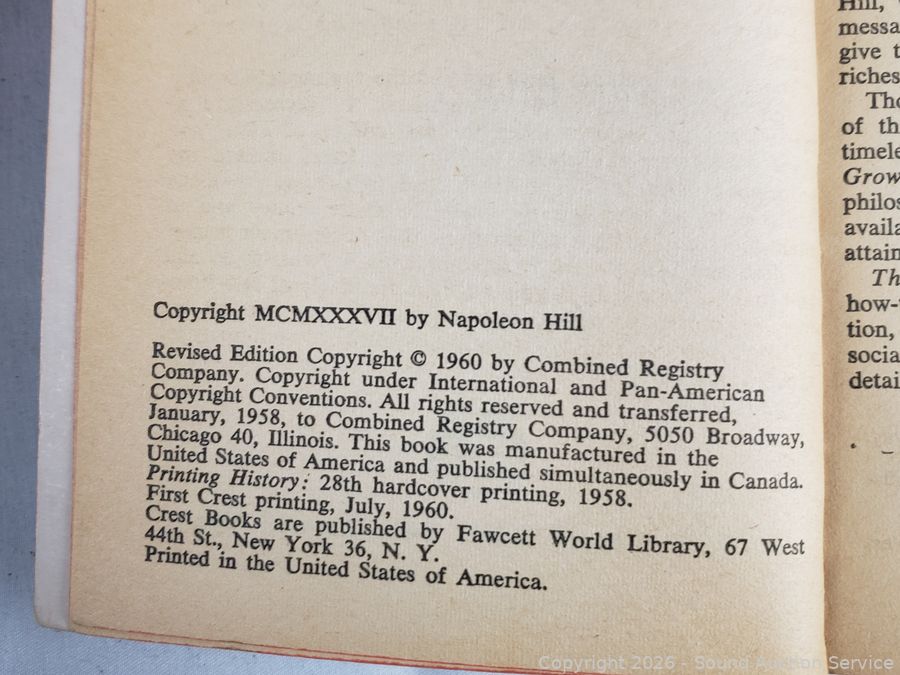 Copyright MCMXXXVII by Napoleon Hill
Revised Edition Copyright © 1960 by Combined Registry
Company. Copyright under International and Pan-American
Copyright Conventions. All rights reserved and transferred,
January, 1958, to Combined Registry Company, 5050 Broadway,
Chicago 40, Illinois. This book was manufactured in the
United States of America and published simultaneously in Canada.
Printing History: 28th hardcover printing, 1958.
First Crest printing, July, 1960.
Crest Books are published by Fawcett World Library, 67 West
44th St., New York 36, N. Y.
Printed in the United States of America.
Hill,
messa
give t
riches
Tho
of th
timele
Grow
philos
availa
attain
Th
how-
tion,
socia
detai
Copyright 2026 - Sound Auction Service